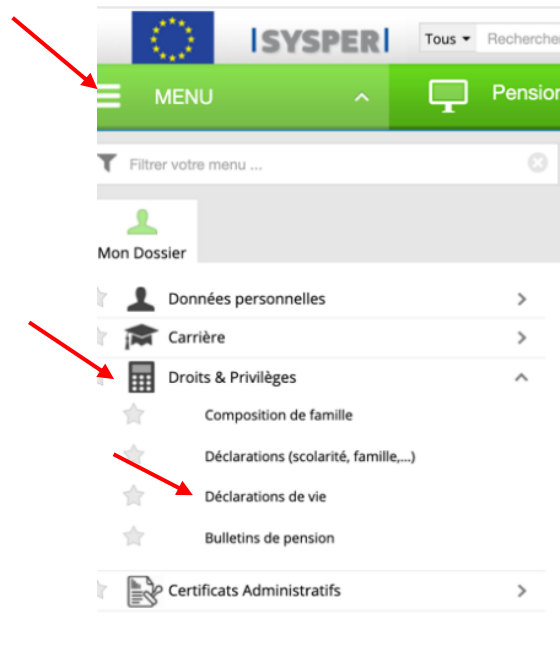 SYSPER
Tous
Rechercher
MENU
Pension
Filtrer votre menu ...
Mon Dossier
Données personnelles
Carrière
Droits & Privilèges
Composition de famille
Déclarations (scolarité, famille,...)
Déclarations de vie
Bulletins de pension
Certificats Administratifs